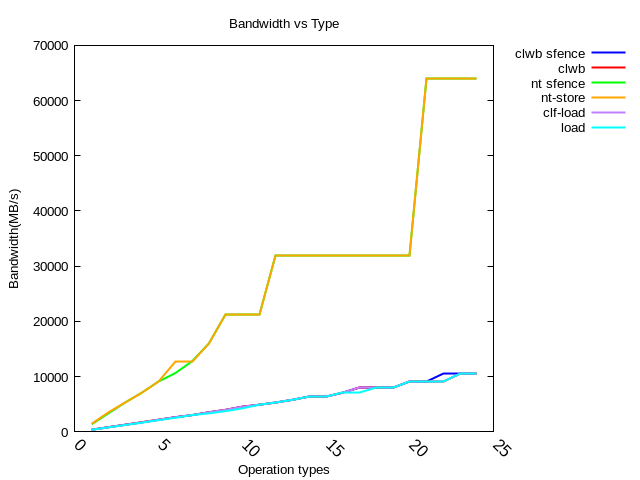 Bandwidth vs Type
70000
60000
50000
40000
30000
20000
10000
0
Bandwidth(MB/s)
0
5
10
15
20
25
Operation types
clwb sfence
clwb
nt sfence
nt-store
clf-load
load